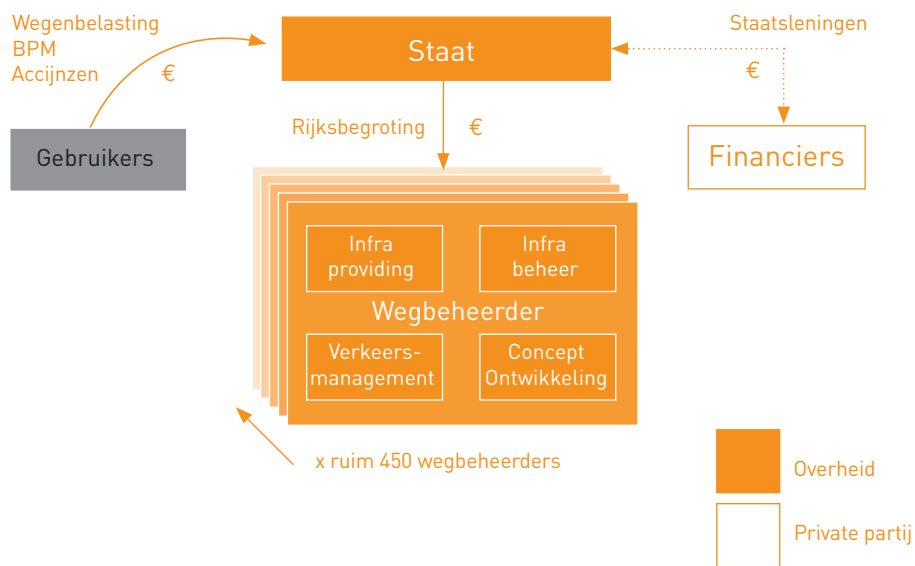 Wegenbelasting
BPM
Accijnzen €
Staat
Staatsleningen
€
Gebruikers
Rijksbegroting €
Financiers
Infra
providing
Infra
beheer
Wegbeheerder
Verkeers-
management
Concept
Ontwikkeling
x ruim 450 wegbeheerders
Overheid
Private partij